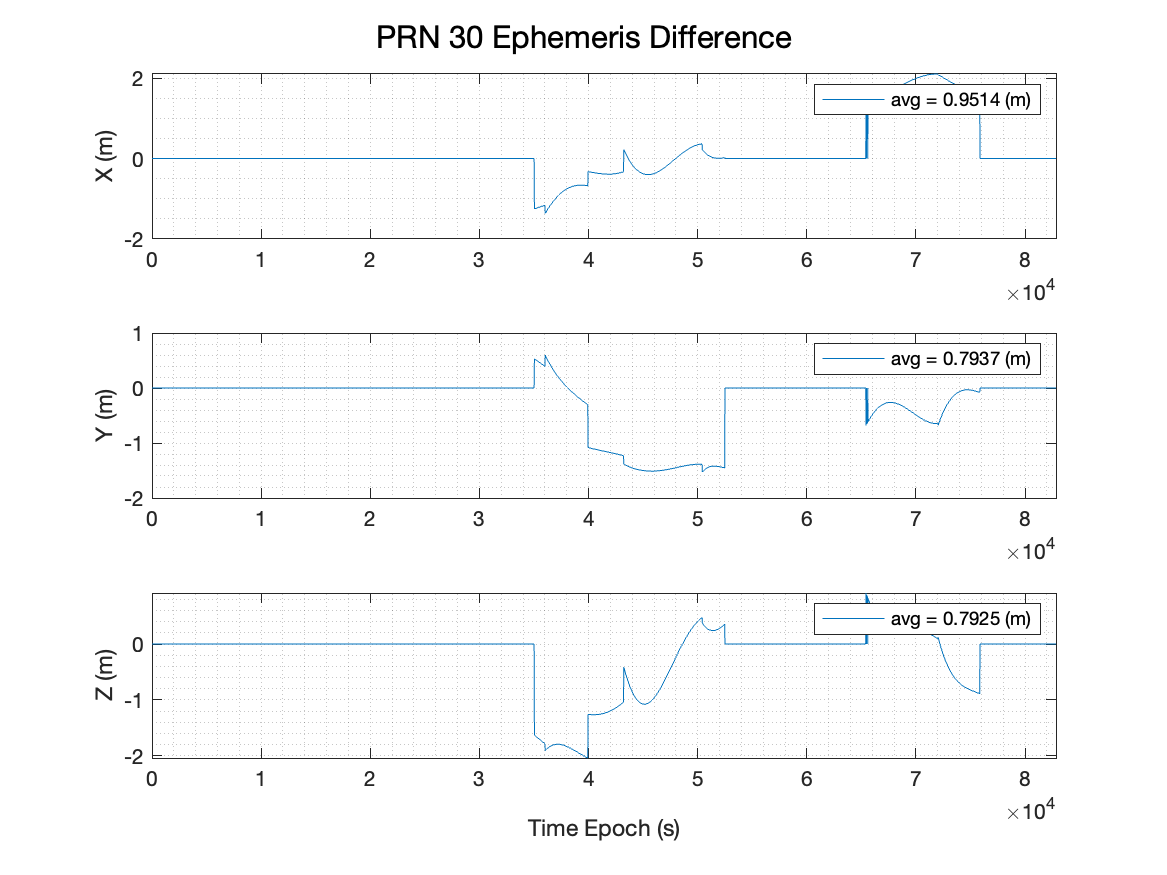 PRN 30 Ephemeris Difference
2
0
-2
X (m)
avg = 0.9514 (m)
0 1 2 3 4 5 6 7 8
×10^4
1
0
-1
-2
Y (m)
avg = 0.7937 (m)
0 1 2 3 4 5 6 7 8
×10^4
0
-1
-2
Z (m)
avg = 0.7925 (m)
0 1 2 3 4 5 6 7 8
×10^4
Time Epoch (s)